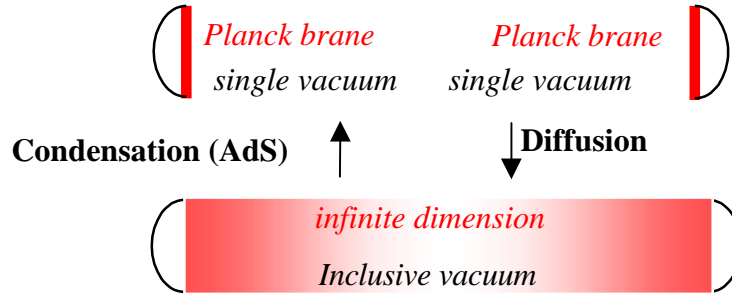 Planck brane Planck brane
single vacuum single vacuum
Condensation (AdS) Diffusion
infinite dimension
Inclusive vacuum